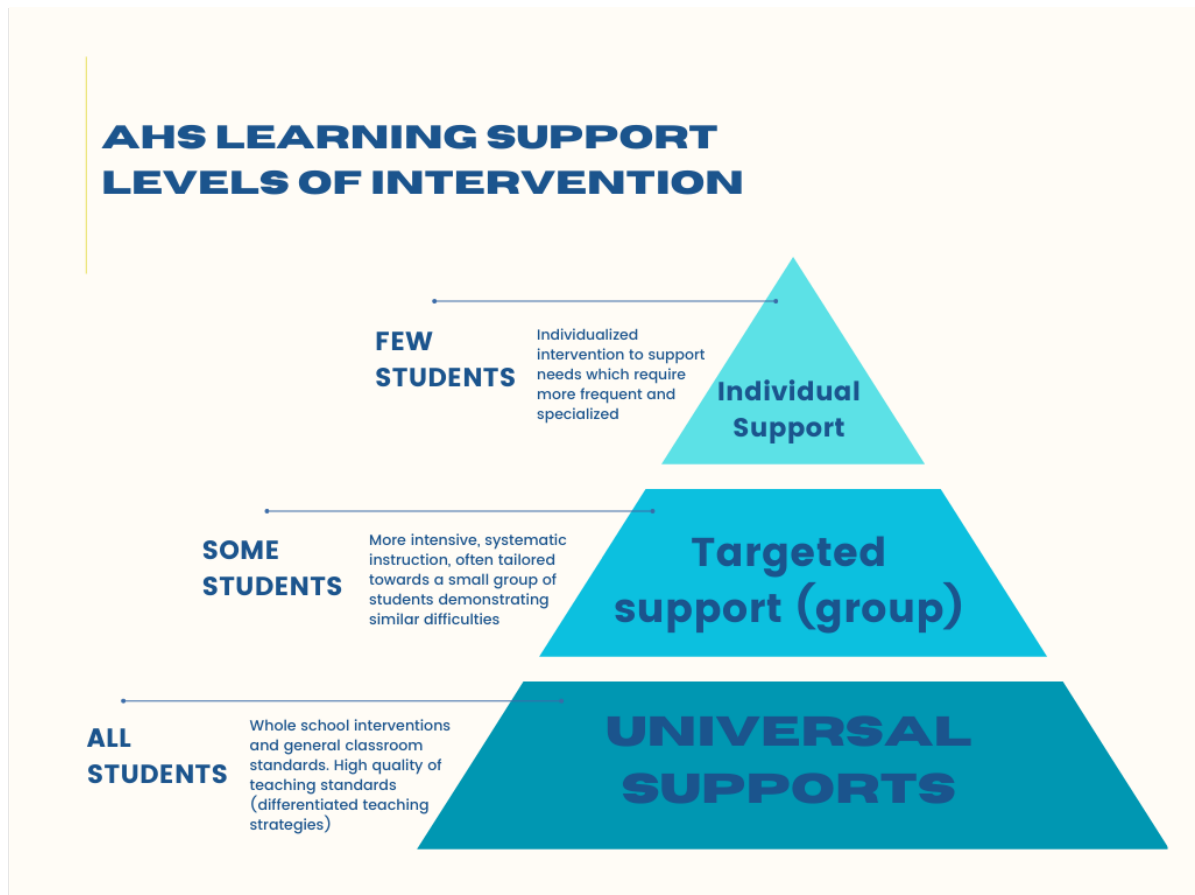 AHS LEARNING SUPPORT
LEVELS OF INTERVENTION
FEW
STUDENTS
Individualized
intervention to support
needs which require
more frequent and
specialized
Individual
Support
SOME
STUDENTS
More intensive, systematic
instruction, often tailored
towards a small group of
students demonstrating
similar difficulties
Targeted
support (group)
ALL
STUDENTS
Whole school interventions
and general classroom
standards. High quality of
teaching standards
(differentiated teaching
strategies)
UNIVERSAL
SUPPORTS